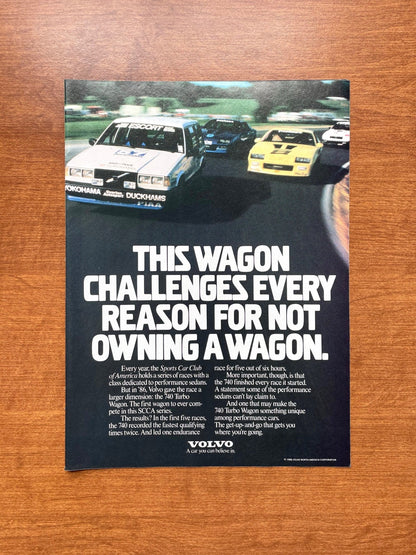 ESCORT
YOKOHAMA
DUCKHAMS
PIAA
THIS WAGON
CHALLENGES EVERY
REASON FOR NOT
OWNING A WAGON.
Every year, the Sports Car Club
of America holds a series of races with a
class dedicated to performance sedans.
But in '86, Volvo gave the race a
larger dimension: the 740 Turbo
Wagon. The first wagon to ever com-
pete in this SCCA series.
The results? In the first five races,
the 740 recorded the fastest qualifying
times twice. And led one endurance
race for five out of six hours.
More important, though, is that
the 740 finished every race it started.
A statement some of the performance
sedans can't lay claim to.
And one that may make the
740 Turbo Wagon something unique
among performance cars.
The get-up-and-go that gets you
where you're going.
VOLVO
A car you can believe in.
© 1986 VOLVO NORTH AMERICA CORPORATION